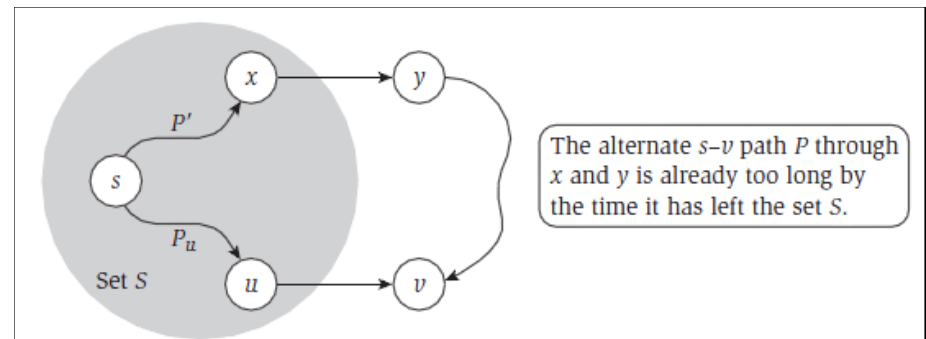 x
y
P′
s
P_u
Set S
u
v
The alternate s–v path P through
x and y is already too long by
the time it has left the set S.